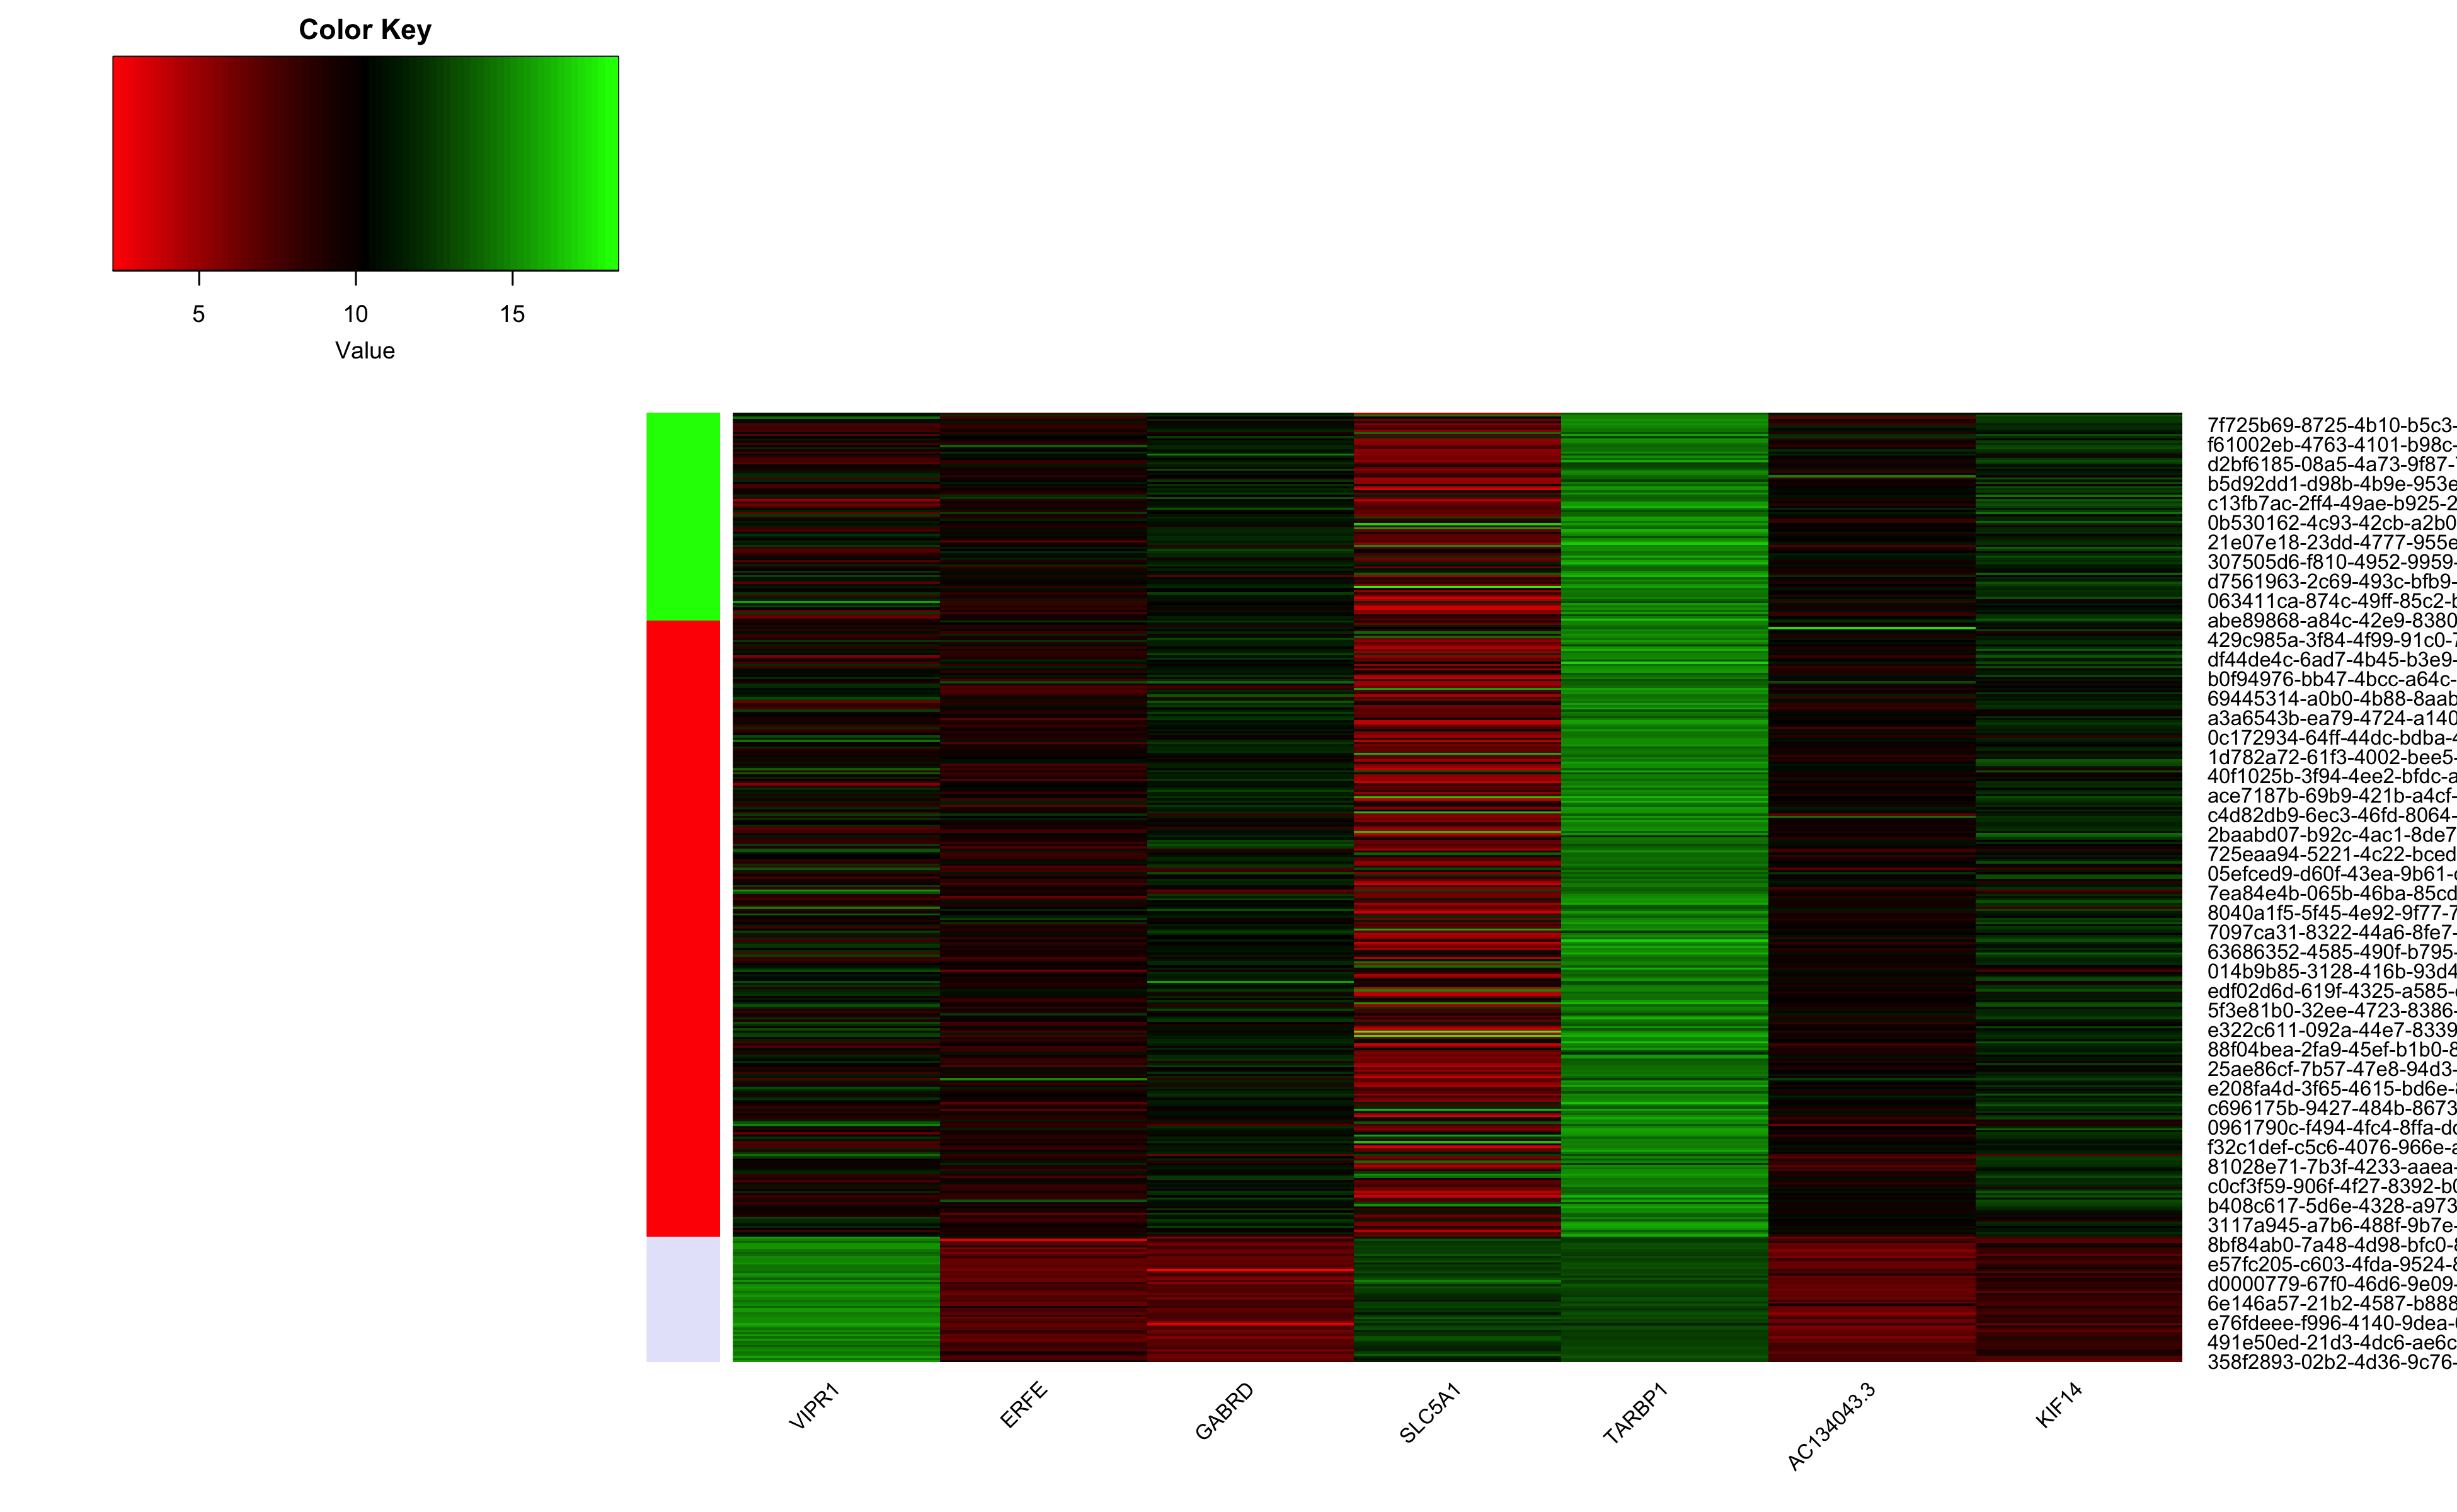 Color Key
5 10 15
Value
7f725b69-8725-4b10-b5c3-
f61002eb-4763-4101-b98c-
d2bf6185-08a5-4a73-9f87-
b5d92dd1-d98b-4b9e-953e
c13fb7ac-2ff4-49ae-b925-2
0b530162-4c93-42cb-a2b0
21e07e18-23dd-4777-955e
307505d6-f810-4952-9959-
d7561963-2c69-493c-bfb9-
063411ca-874c-49ff-85c2-b
abe89868-a84c-42e9-8380
429c985a-3f84-4f99-91c0-7
df44de4c-6ad7-4b45-b3e9-
b0f94976-bb47-4bcc-a64c-
69445314-a0b0-4b88-8aab
a3a6543b-ea79-4724-a140
0c172934-64ff-44dc-bdba-4
1d782a72-61f3-4002-bee5-
40f1025b-3f94-4ee2-bfdc-a
ace7187b-69b9-421b-a4cf-
c4d82db9-6ec3-46fd-8064-
2baabd07-b92c-4ac1-8de7
725eaa94-5221-4c22-bced
05efced9-d60f-43ea-9b61-
7ea84e4b-065b-46ba-85cd
8040a1f5-5f45-4e92-9f77-7
7097ca31-8322-44a6-8fe7-
63686352-4585-490f-b795-
014b9b85-3128-416b-93d4
edf02d6d-619f-4325-a585-
5f3e81b0-32ee-4723-8386-
e322c611-092a-44e7-8339
88f04bea-2fa9-45ef-b1b0-8
25ae86cf-7b57-47e8-94d3-
e208fa4d-3f65-4615-bd6e-
c696175b-9427-484b-8673
0961790c-f494-4fc4-8ffa-dc
f32c1def-c5c6-4076-966e-a
81028e71-7b3f-4233-aaea-
c0cf3f59-906f-4f27-8392-b0
b408c617-5d6e-4328-a973
3117a945-a7b6-488f-9b7e-
8bf84ab0-7a48-4d98-bfc0-8
e57fc205-c603-4fda-9524-8
d0000779-67f0-46d6-9e09-
6e146a57-21b2-4587-b888
e76fdeee-f996-4140-9dea-
491e50ed-21d3-4dc6-ae6c
358f2893-02b2-4d36-9c76-
VIPR1 ERFE GABRD SLC5A1 TARBP1 AC134043.3 KIF14